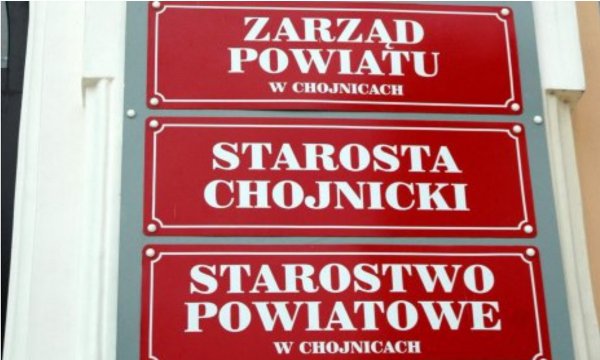 ZARZĄD
POWIATU
W CHOJNICACH
STAROSTA
CHOJNICKI
STAROSTWO
POWIATOWE
W CHOJNICACH